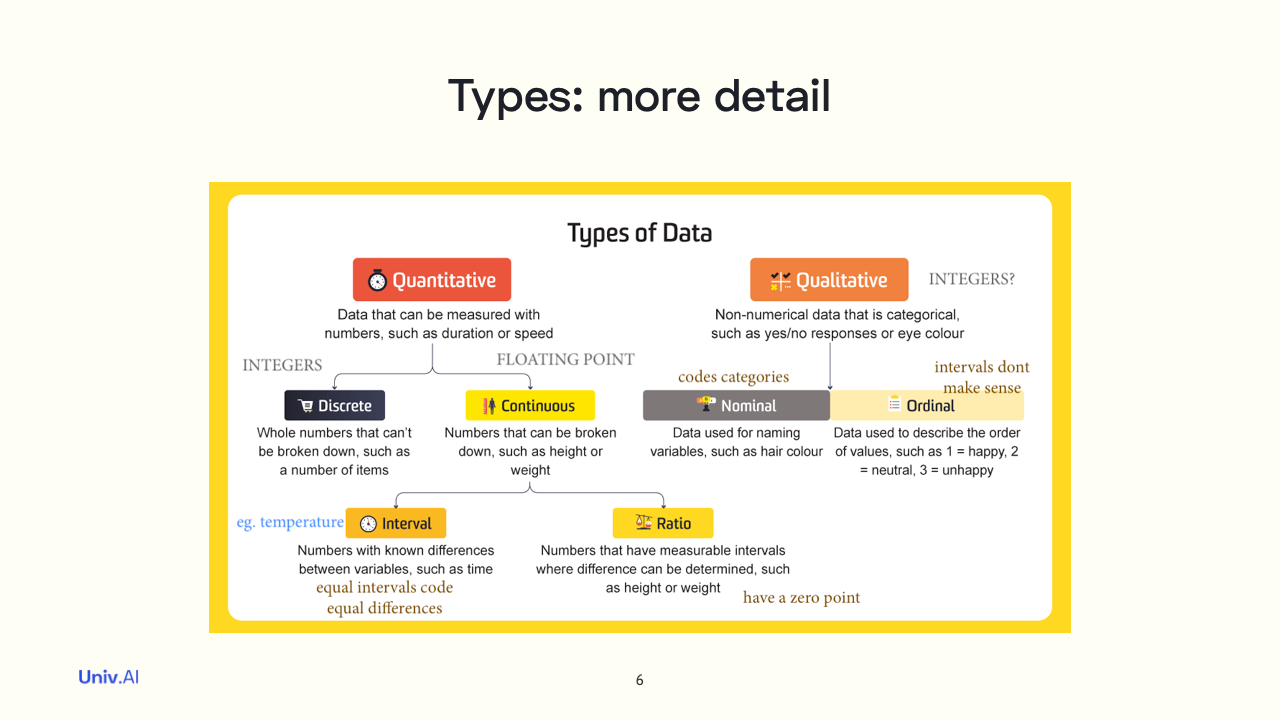 Types: more detail
Types of Data
Quantitative
Data that can be measured with
numbers, such as duration or speed
Qualitative
INTEGERS?
Non-numerical data that is categorical,
such as yes/no responses or eye colour
INTEGERS
FLOATING POINT
codes categories
intervals dont
make sense
Discrete
Whole numbers that can't
be broken down, such as
a number of items
Continuous
Numbers that can be broken
down, such as height or
weight
Nominal
Data used for naming
variables, such as hair colour
Ordinal
Data used to describe the order
of values, such as 1 = happy, 2
= neutral, 3 = unhappy
eg. temperature
Interval
Numbers with known differences
between variables, such as time
equal intervals code
equal differences
Ratio
Numbers that have measurable intervals
where difference can be determined, such
as height or weight
have a zero point
Univ.AI
6